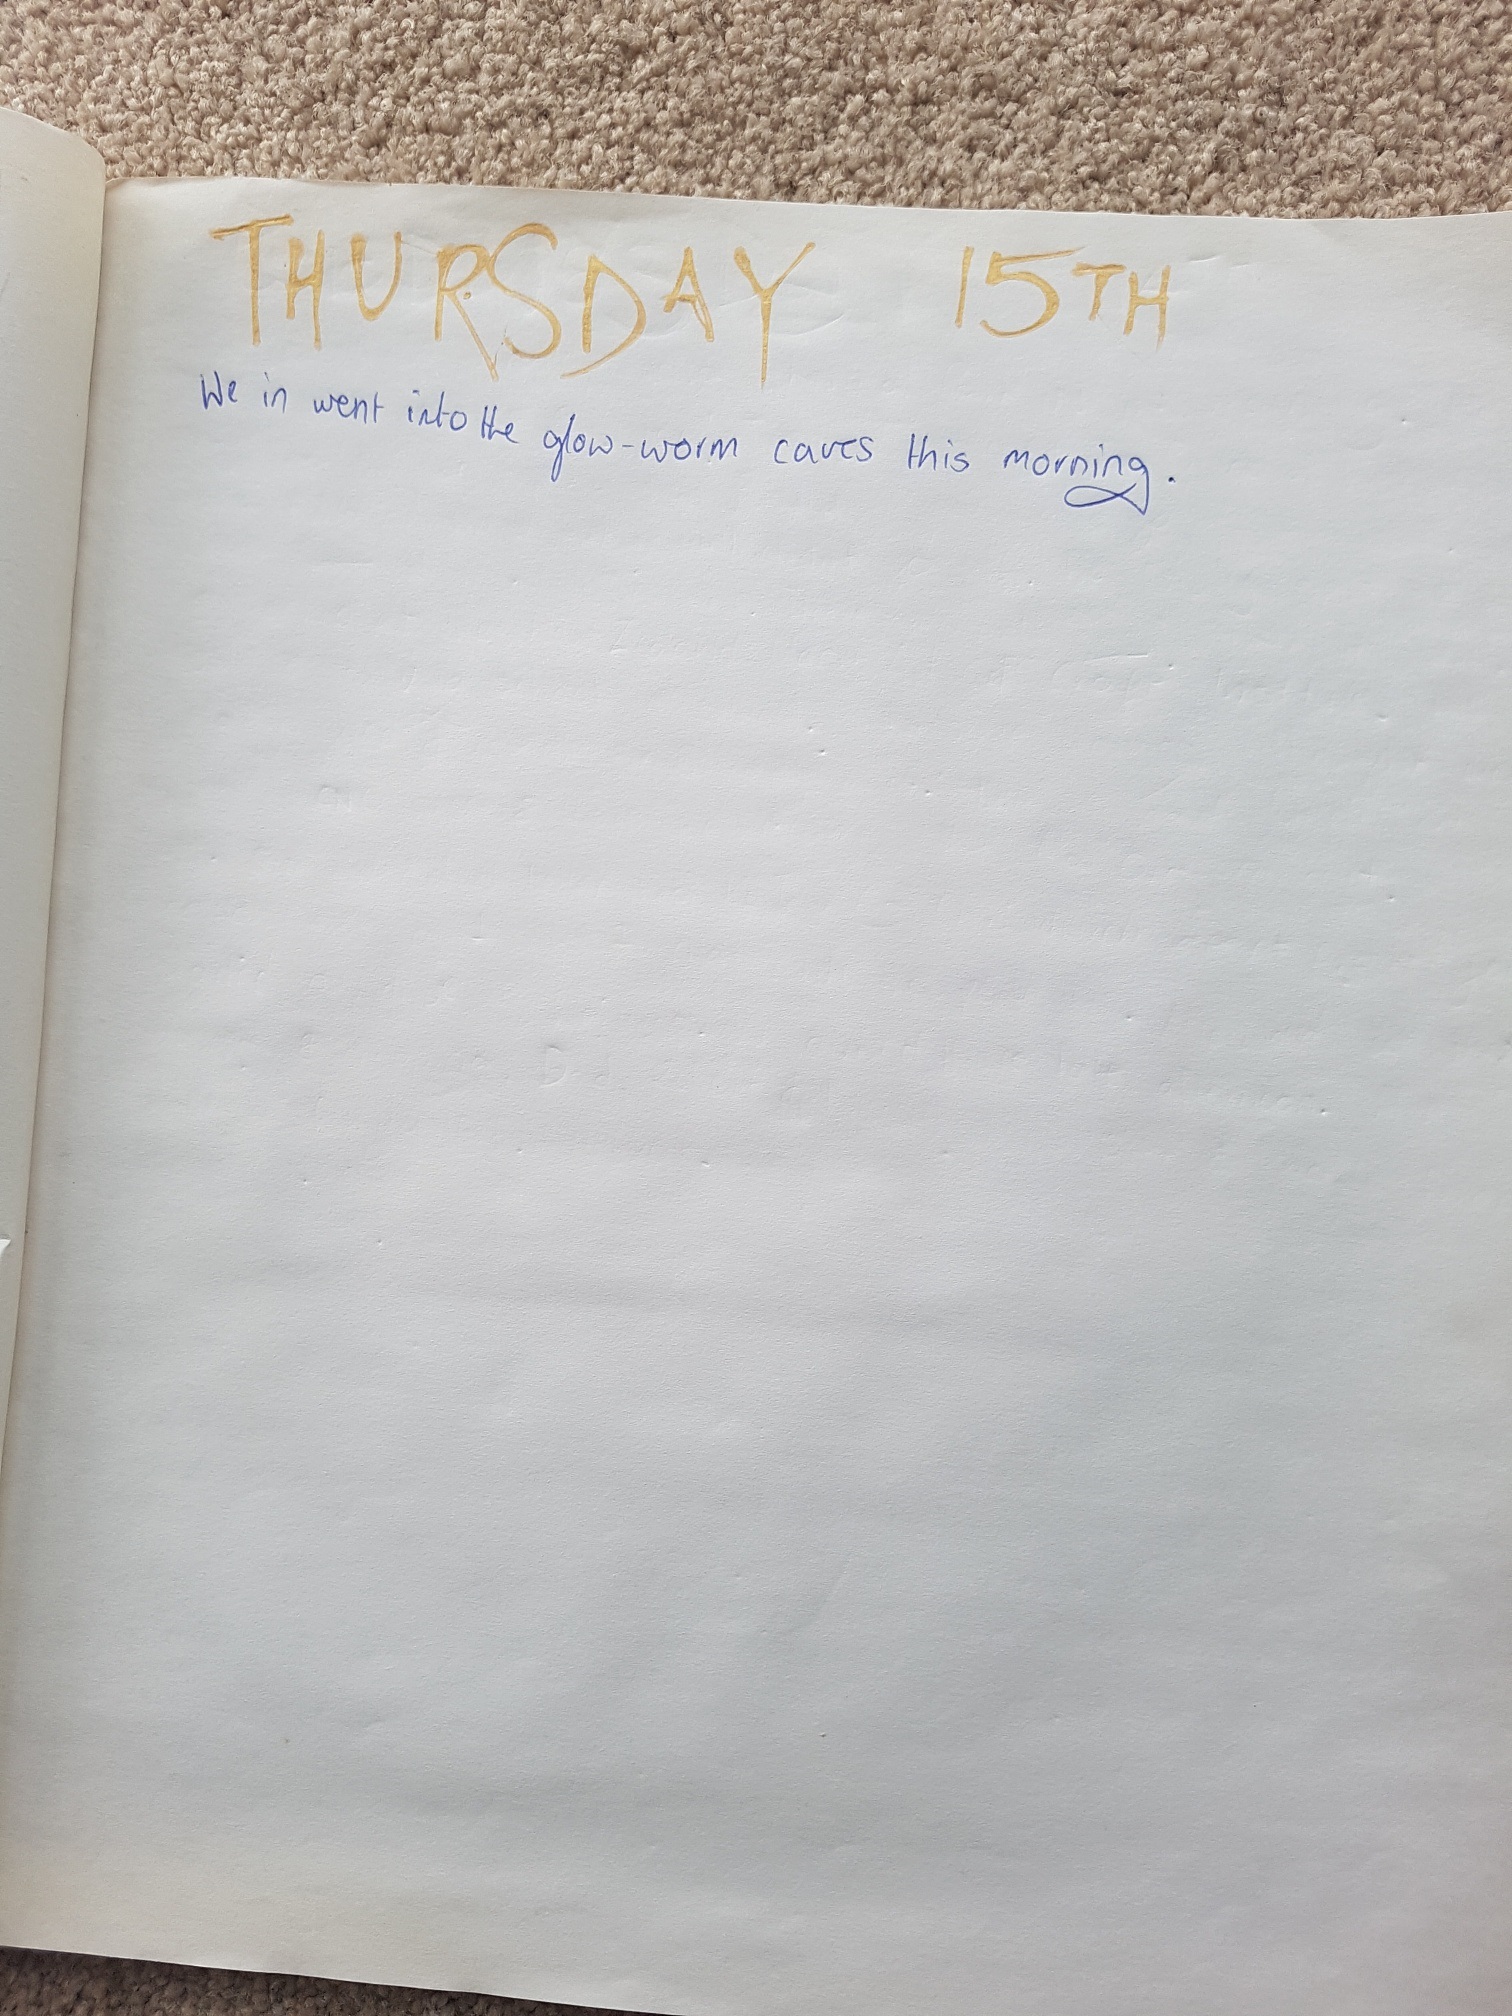 THURSDAY 15TH
We in went into the glow-worm caves this morning.